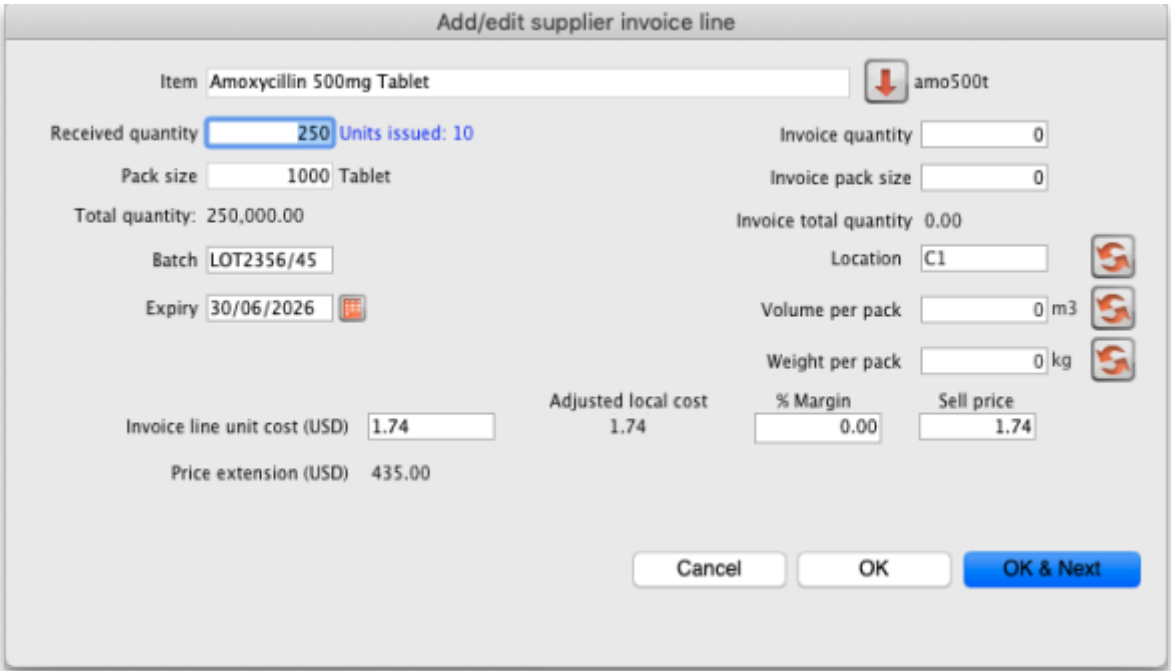 Add/edit supplier invoice line
Item Amoxycillin 500mg Tablet amo500t
Received quantity 250 Units issued: 10 Invoice quantity 0
Pack size 1000 Tablet Invoice pack size 0
Total quantity: 250,000.00 Invoice total quantity 0.00
Batch LOT2356/45 Location C1
Expiry 30/06/2026 Volume per pack 0 m3
Weight per pack 0 kg
Adjusted local cost % Margin Sell price
Invoice line unit cost (USD) 1.74 1.74 0.00 1.74
Price extension (USD) 435.00
Cancel OK OK & Next